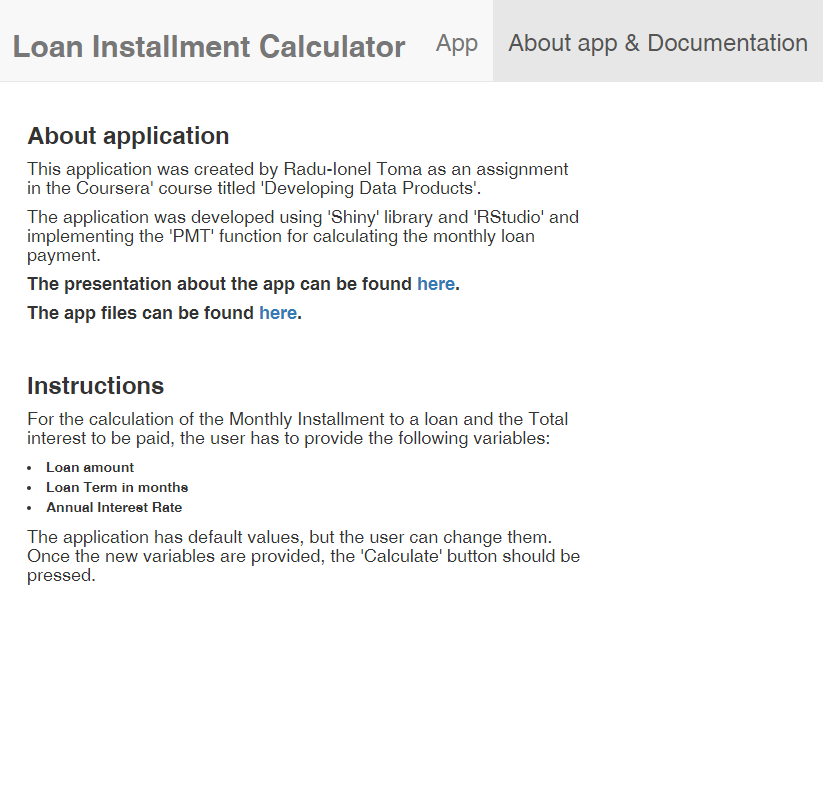 Loan Installment Calculator App About app & Documentation
About application
This application was created by Radu-Ionel Toma as an assignment
in the Coursera' course titled 'Developing Data Products'.
The application was developed using 'Shiny' library and 'RStudio' and
implementing the 'PMT' function for calculating the monthly loan
payment.
The presentation about the app can be found here.
The app files can be found here.
Instructions
For the calculation of the Monthly Installment to a loan and the Total
interest to be paid, the user has to provide the following variables:
• Loan amount
• Loan Term in months
• Annual Interest Rate
The application has default values, but the user can change them.
Once the new variables are provided, the 'Calculate' button should be
pressed.